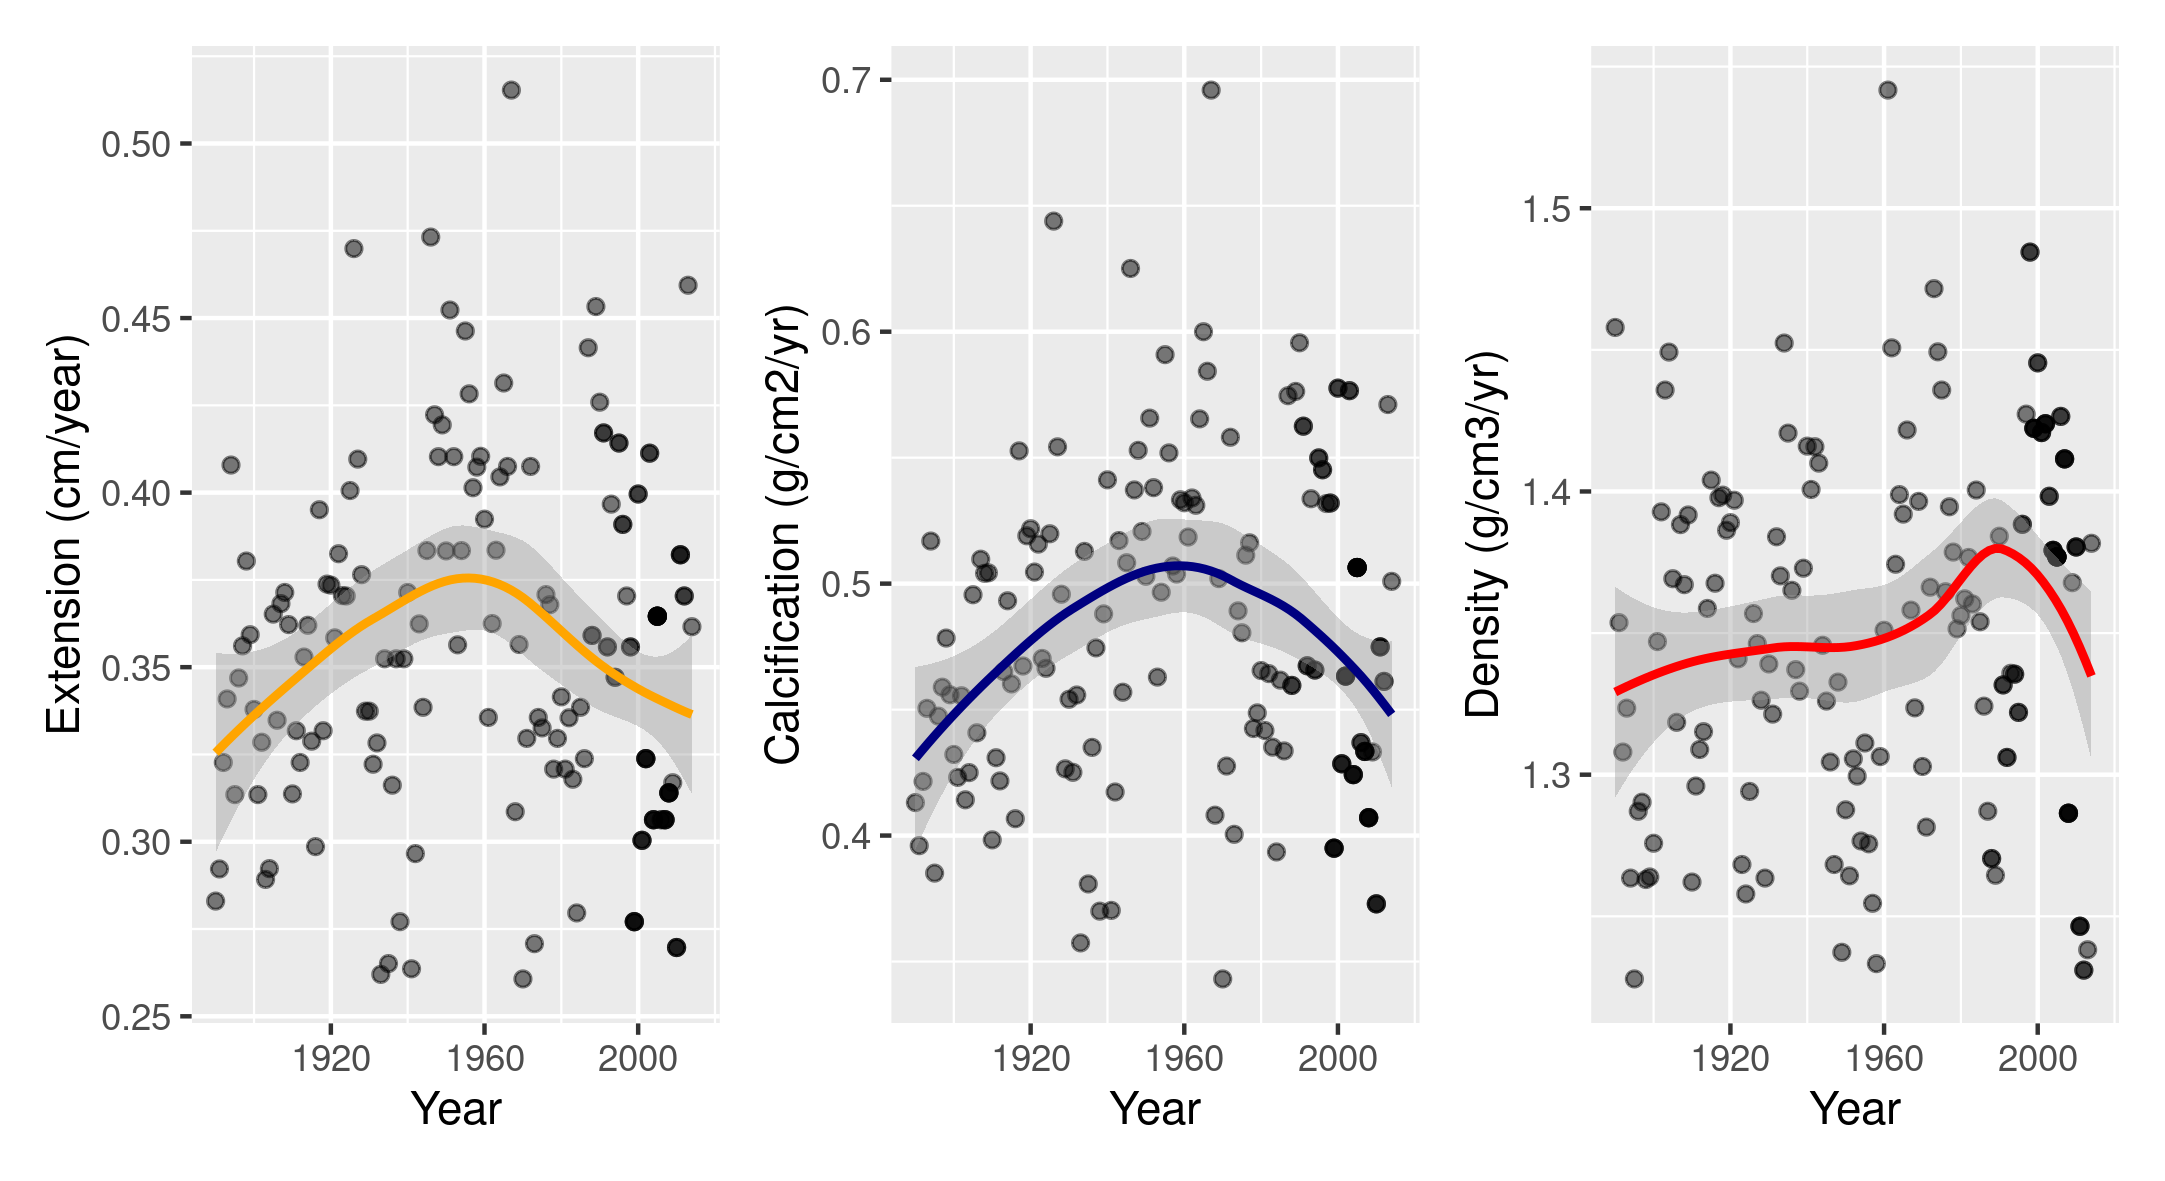 Extension (cm/year)
0.50
0.45
0.40
0.35
0.30
0.25
1920 1960 2000
Year
Calcification (g/cm2/yr)
0.7
0.6
0.5
0.4
1920 1960 2000
Year
Density (g/cm3/yr)
1.5
1.4
1.3
1920 1960 2000
Year